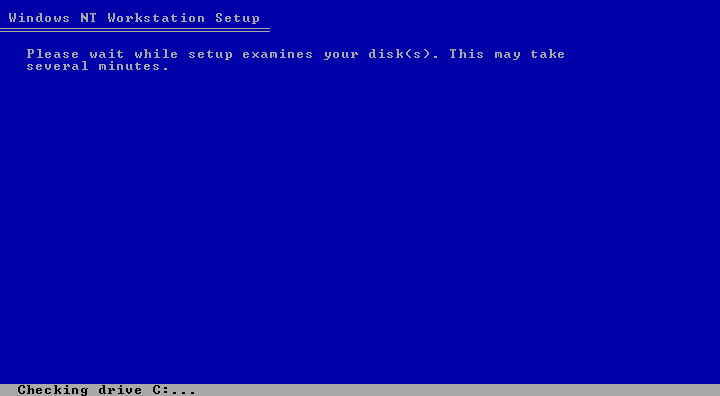 Windows NT Workstation Setup
Please wait while setup examines your disk(s). This may take
several minutes.
Checking drive C:...